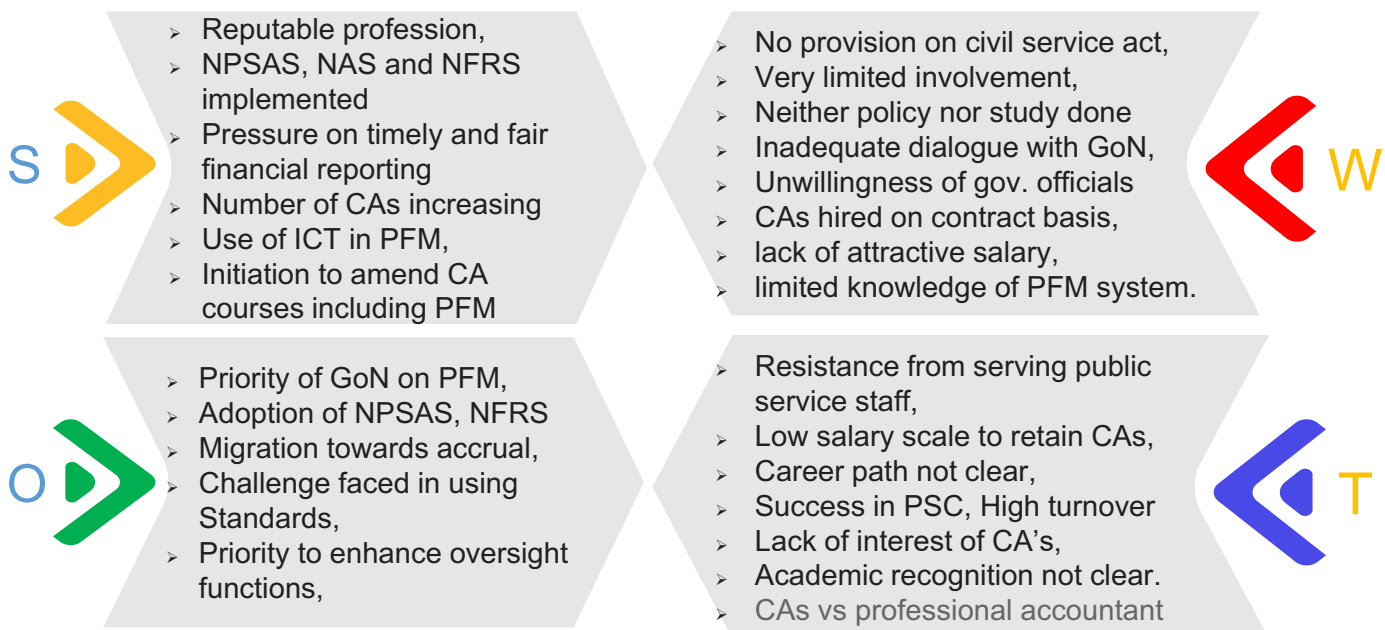 S
Reputable profession,
NPSAS, NAS and NFRS
implemented
Pressure on timely and fair
financial reporting
Number of CAs increasing
Use of ICT in PFM,
Initiation to amend CA
courses including PFM
No provision on civil service act,
Very limited involvement,
Neither policy nor study done
Inadequate dialogue with GoN,
Unwillingness of gov. officials
CAs hired on contract basis,
lack of attractive salary,
limited knowledge of PFM system.
W
O
Priority of GoN on PFM,
Adoption of NPSAS, NFRS
Migration towards accrual,
Challenge faced in using
Standards,
Priority to enhance oversight
functions,
Resistance from serving public
service staff,
Low salary scale to retain CAs,
Career path not clear,
Success in PSC, High turnover
Lack of interest of CA’s,
Academic recognition not clear.
CAs vs professional accountant
T